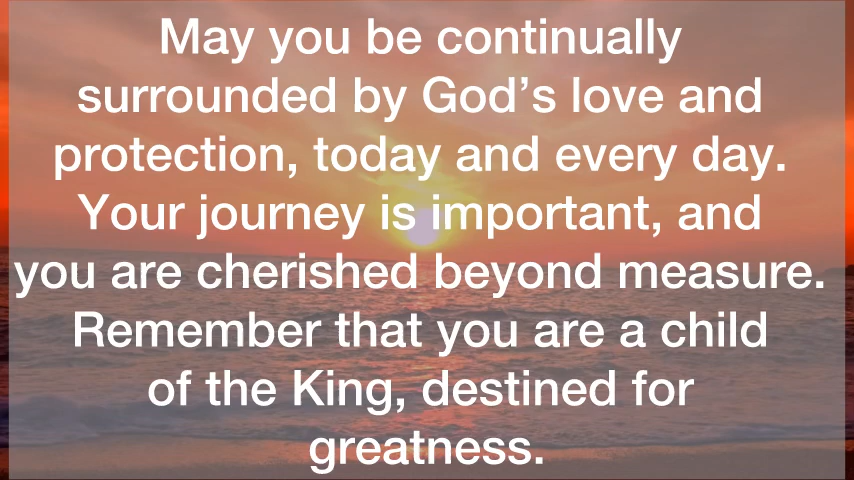 May you be continually
surrounded by God’s love and
protection, today and every day.
Your journey is important, and
you are cherished beyond measure.
Remember that you are a child
of the King, destined for
greatness.